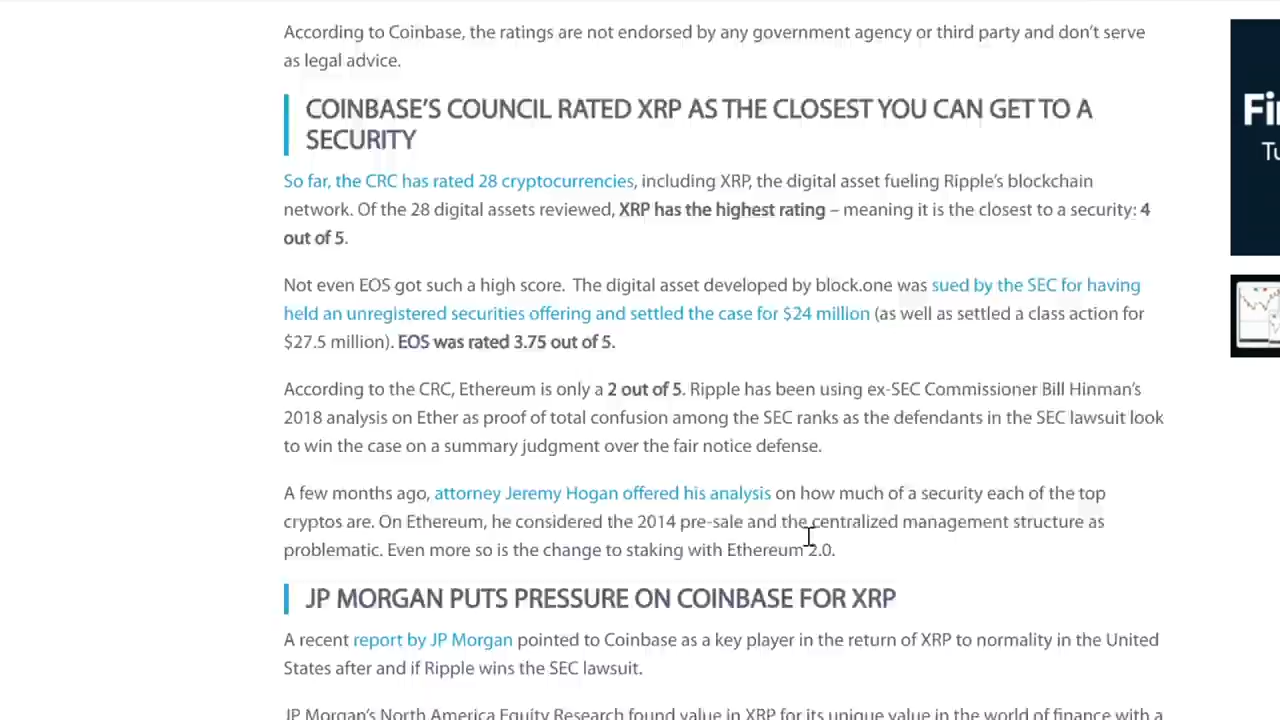 According to Coinbase, the ratings are not endorsed by any government agency or third party and don't serve
as legal advice.
COINBASE'S COUNCIL RATED XRP AS THE CLOSEST YOU CAN GET TO A
SECURITY
So far, the CRC has rated 28 cryptocurrencies, including XRP, the digital asset fueling Ripple's blockchain
network. Of the 28 digital assets reviewed, XRP has the highest rating – meaning it is the closest to a security: 4
out of 5.
Not even EOS got such a high score.  The digital asset developed by block.one was sued by the SEC for having
held an unregistered securities offering and settled the case for $24 million (as well as settled a class action for
$27.5 million). EOS was rated 3.75 out of 5.
According to the CRC, Ethereum is only a 2 out of 5. Ripple has been using ex-SEC Commissioner Bill Hinman's
2018 analysis on Ether as proof of total confusion among the SEC ranks as the defendants in the SEC lawsuit look
to win the case on a summary judgment over the fair notice defense.
A few months ago, attorney Jeremy Hogan offered his analysis on how much of a security each of the top
cryptos are. On Ethereum, he considered the 2014 pre-sale and the centralized management structure as
problematic. Even more so is the change to staking with Ethereum 2.0.
JP MORGAN PUTS PRESSURE ON COINBASE FOR XRP
A recent report by JP Morgan pointed to Coinbase as a key player in the return of XRP to normality in the United
States after and if Ripple wins the SEC lawsuit.
JP Morgan's North America Equity Research found value in XRP for its unique value in the world of finance with a
Fi
Tu